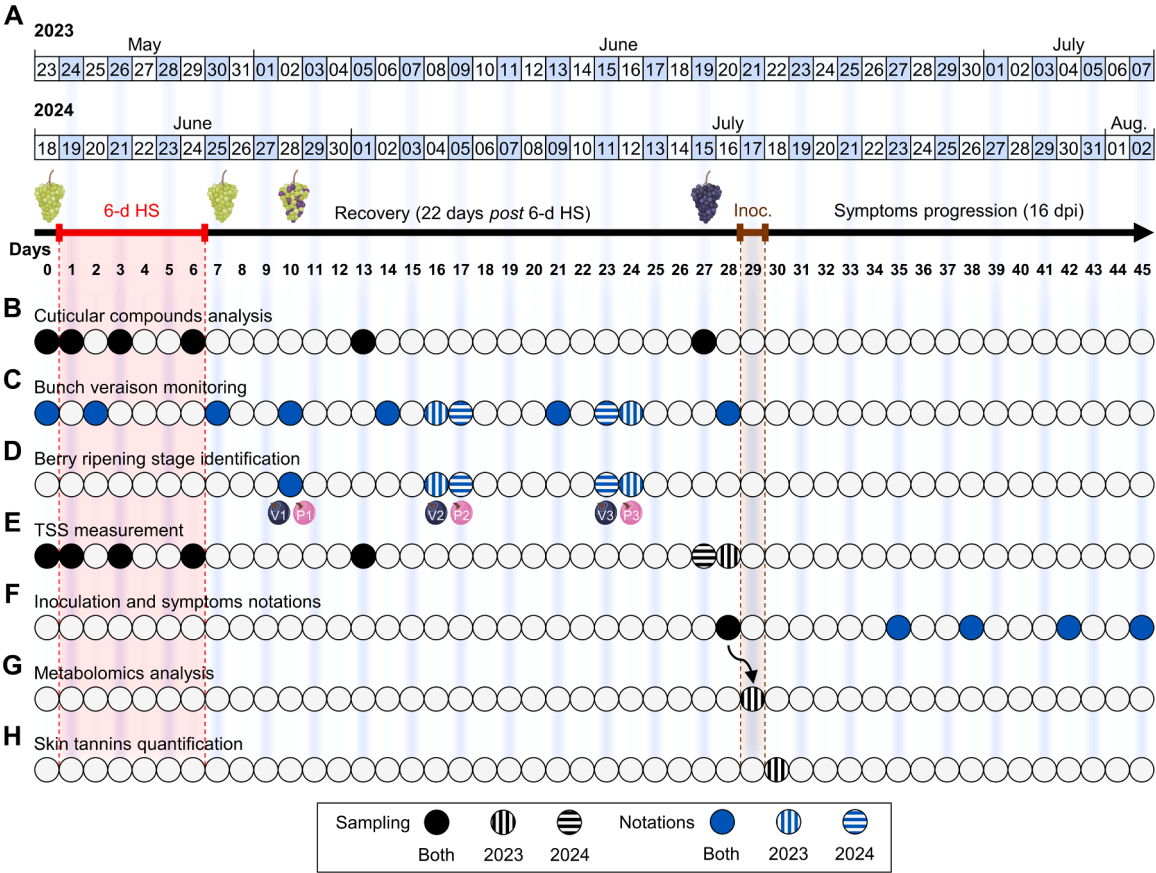 A
2023
May June July
23 24 25 26 27 28 29 30 31 01 02 03 04 05 06 07 08 09 10 11 12 13 14 15 16 17 18 19 20 21 22 23 24 25 26 27 28 29 30 01 02 03 04 05 06 07
2024
June July Aug.
18 19 20 21 22 23 24 25 26 27 28 29 30 01 02 03 04 05 06 07 08 09 10 11 12 13 14 15 16 17 18 19 20 21 22 23 24 25 26 27 28 29 30 31 01 02
6-d HS Recovery (22 days post 6-d HS) Inoc. Symptoms progression (16 dpi)
Days
0 1 2 3 4 5 6 7 8 9 10 11 12 13 14 15 16 17 18 19 20 21 22 23 24 25 26 27 28 29 30 31 32 33 34 35 36 37 38 39 40 41 42 43 44 45
B Cuticular compounds analysis
C Bunch veraison monitoring
D Berry ripening stage identification
V1 P1 V2 P2 V3 P3
E TSS measurement
F Inoculation and symptoms notations
G Metabolomics analysis
H Skin tannins quantification
Sampling Notations
Both 2023 2024 Both 2023 2024